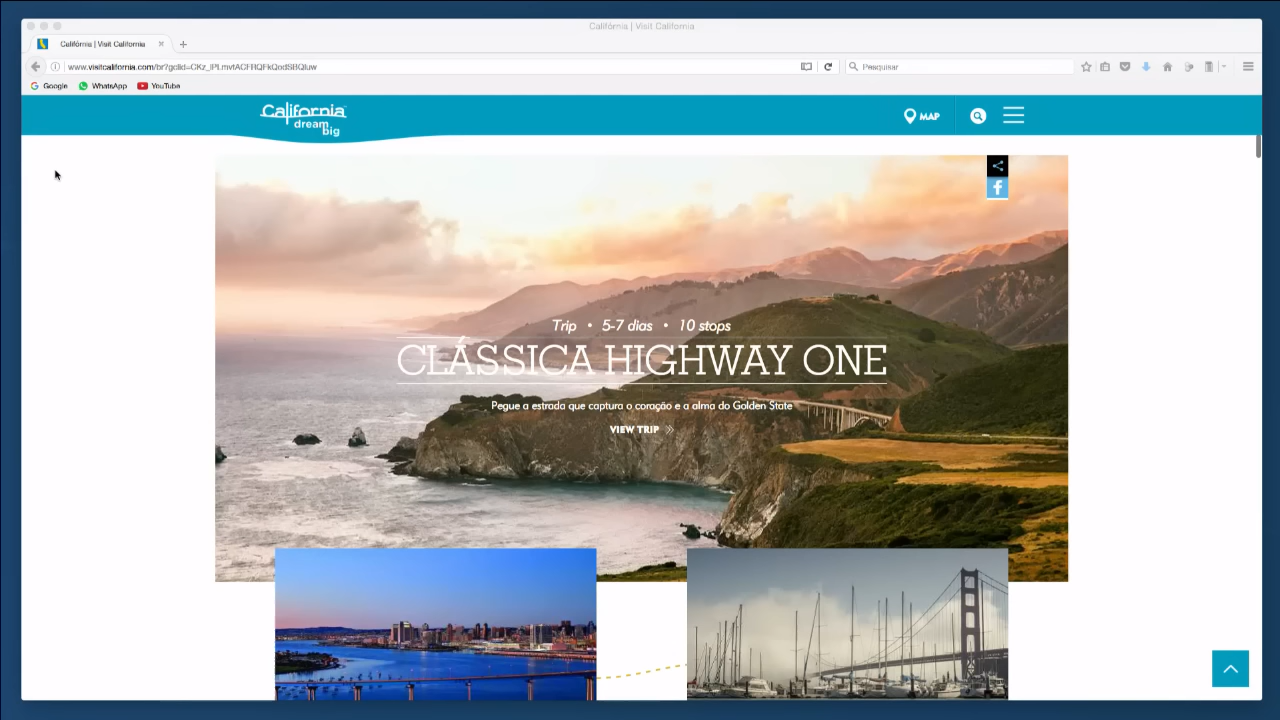 Califórnia | Visit California
Califórnia | Visit California
www.visitcalifornia.com/br?gclid=CKz_lPLmvtACFRQFkQodSBQIuw
Pesquisar
Google
WhatsApp
YouTube
California
dream
big
MAP
Trip • 5-7 dias • 10 stops
CLÁSSICA HIGHWAY ONE
Pegue a estrada que captura o coração e a alma do Golden State
VIEW TRIP